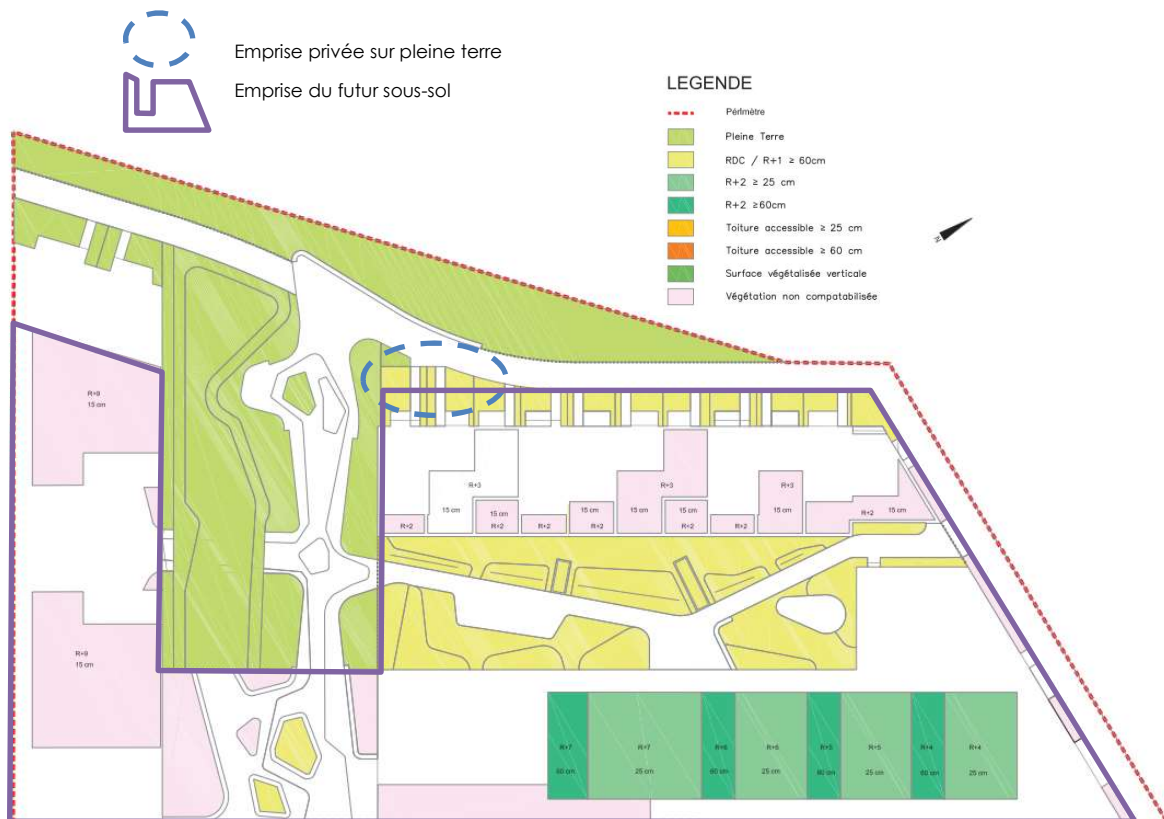 Emprise privée sur pleine terre
Emprise du futur sous-sol
LEGENDE
Périmètre
Pleine Terre
RDC / R+1 ≥ 60cm
R+2 ≥ 25 cm
R+2 ≥60cm
Toiture accessible ≥ 25 cm
Toiture accessible ≥ 60 cm
Surface végétalisée verticale
Végétation non compatabilisée
N
R+9
15 cm
R+3
R+3
R+3
15 cm
15 cm
15 cm
15 cm
15 cm
15 cm
15 cm
R+2
R+2
R+2
R+2
R+2
R+2
R+2
15 cm
R+9
15 cm
R+7
R+7
R+6
R+6
R+5
R+5
R+4
R+4
60 cm
25 cm
60 cm
25 cm
60 cm
25 cm
60 cm
25 cm